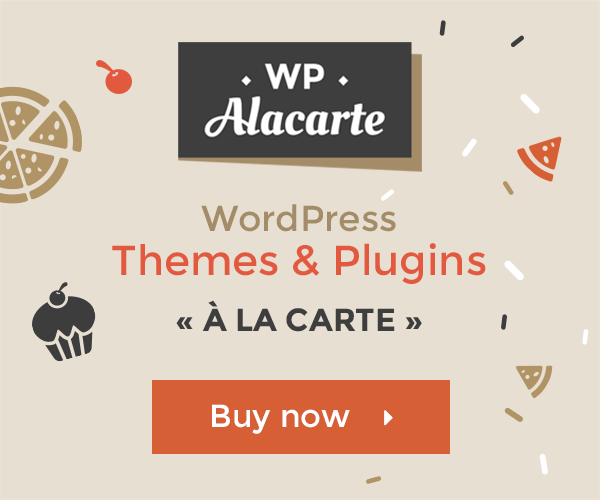 WP
Alacarte
WordPress
Themes & Plugins
« À LA CARTE »
Buy now